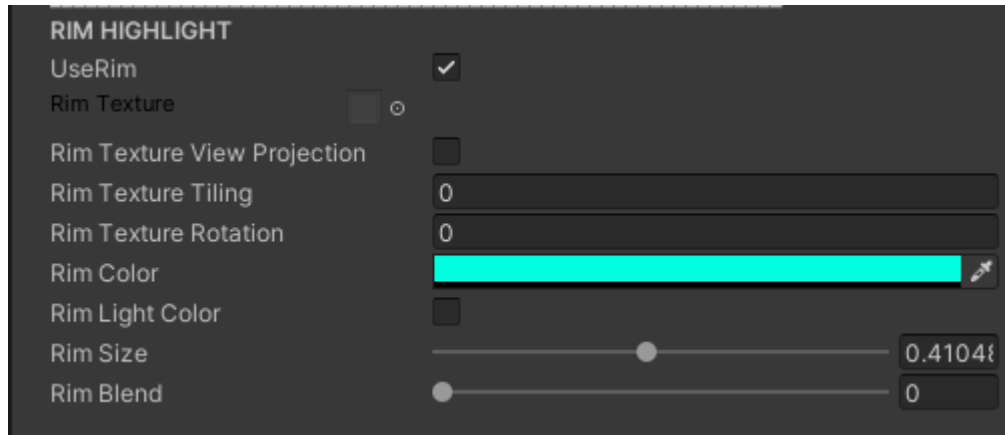 RIM HIGHLIGHT
UseRim
Rim Texture
Rim Texture View Projection
Rim Texture Tiling 0
Rim Texture Rotation 0
Rim Color
Rim Light Color
Rim Size 0.41048
Rim Blend 0